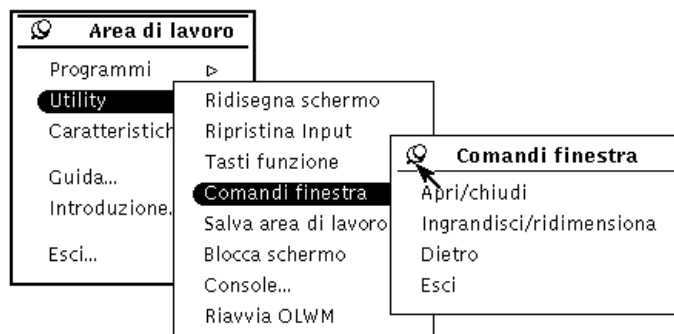 Area di lavoro
Programmi
Utility
Caratteristich
Guida...
Introduzione.
Esci...
Ridisegna schermo
Ripristina Input
Tasti funzione
Comandi finestra
Salva area di lavoro
Blocca schermo
Console...
Riavvia OLWM
Comandi finestra
Apri/chiudi
Ingrandisci/ridimensiona
Dietro
Esci